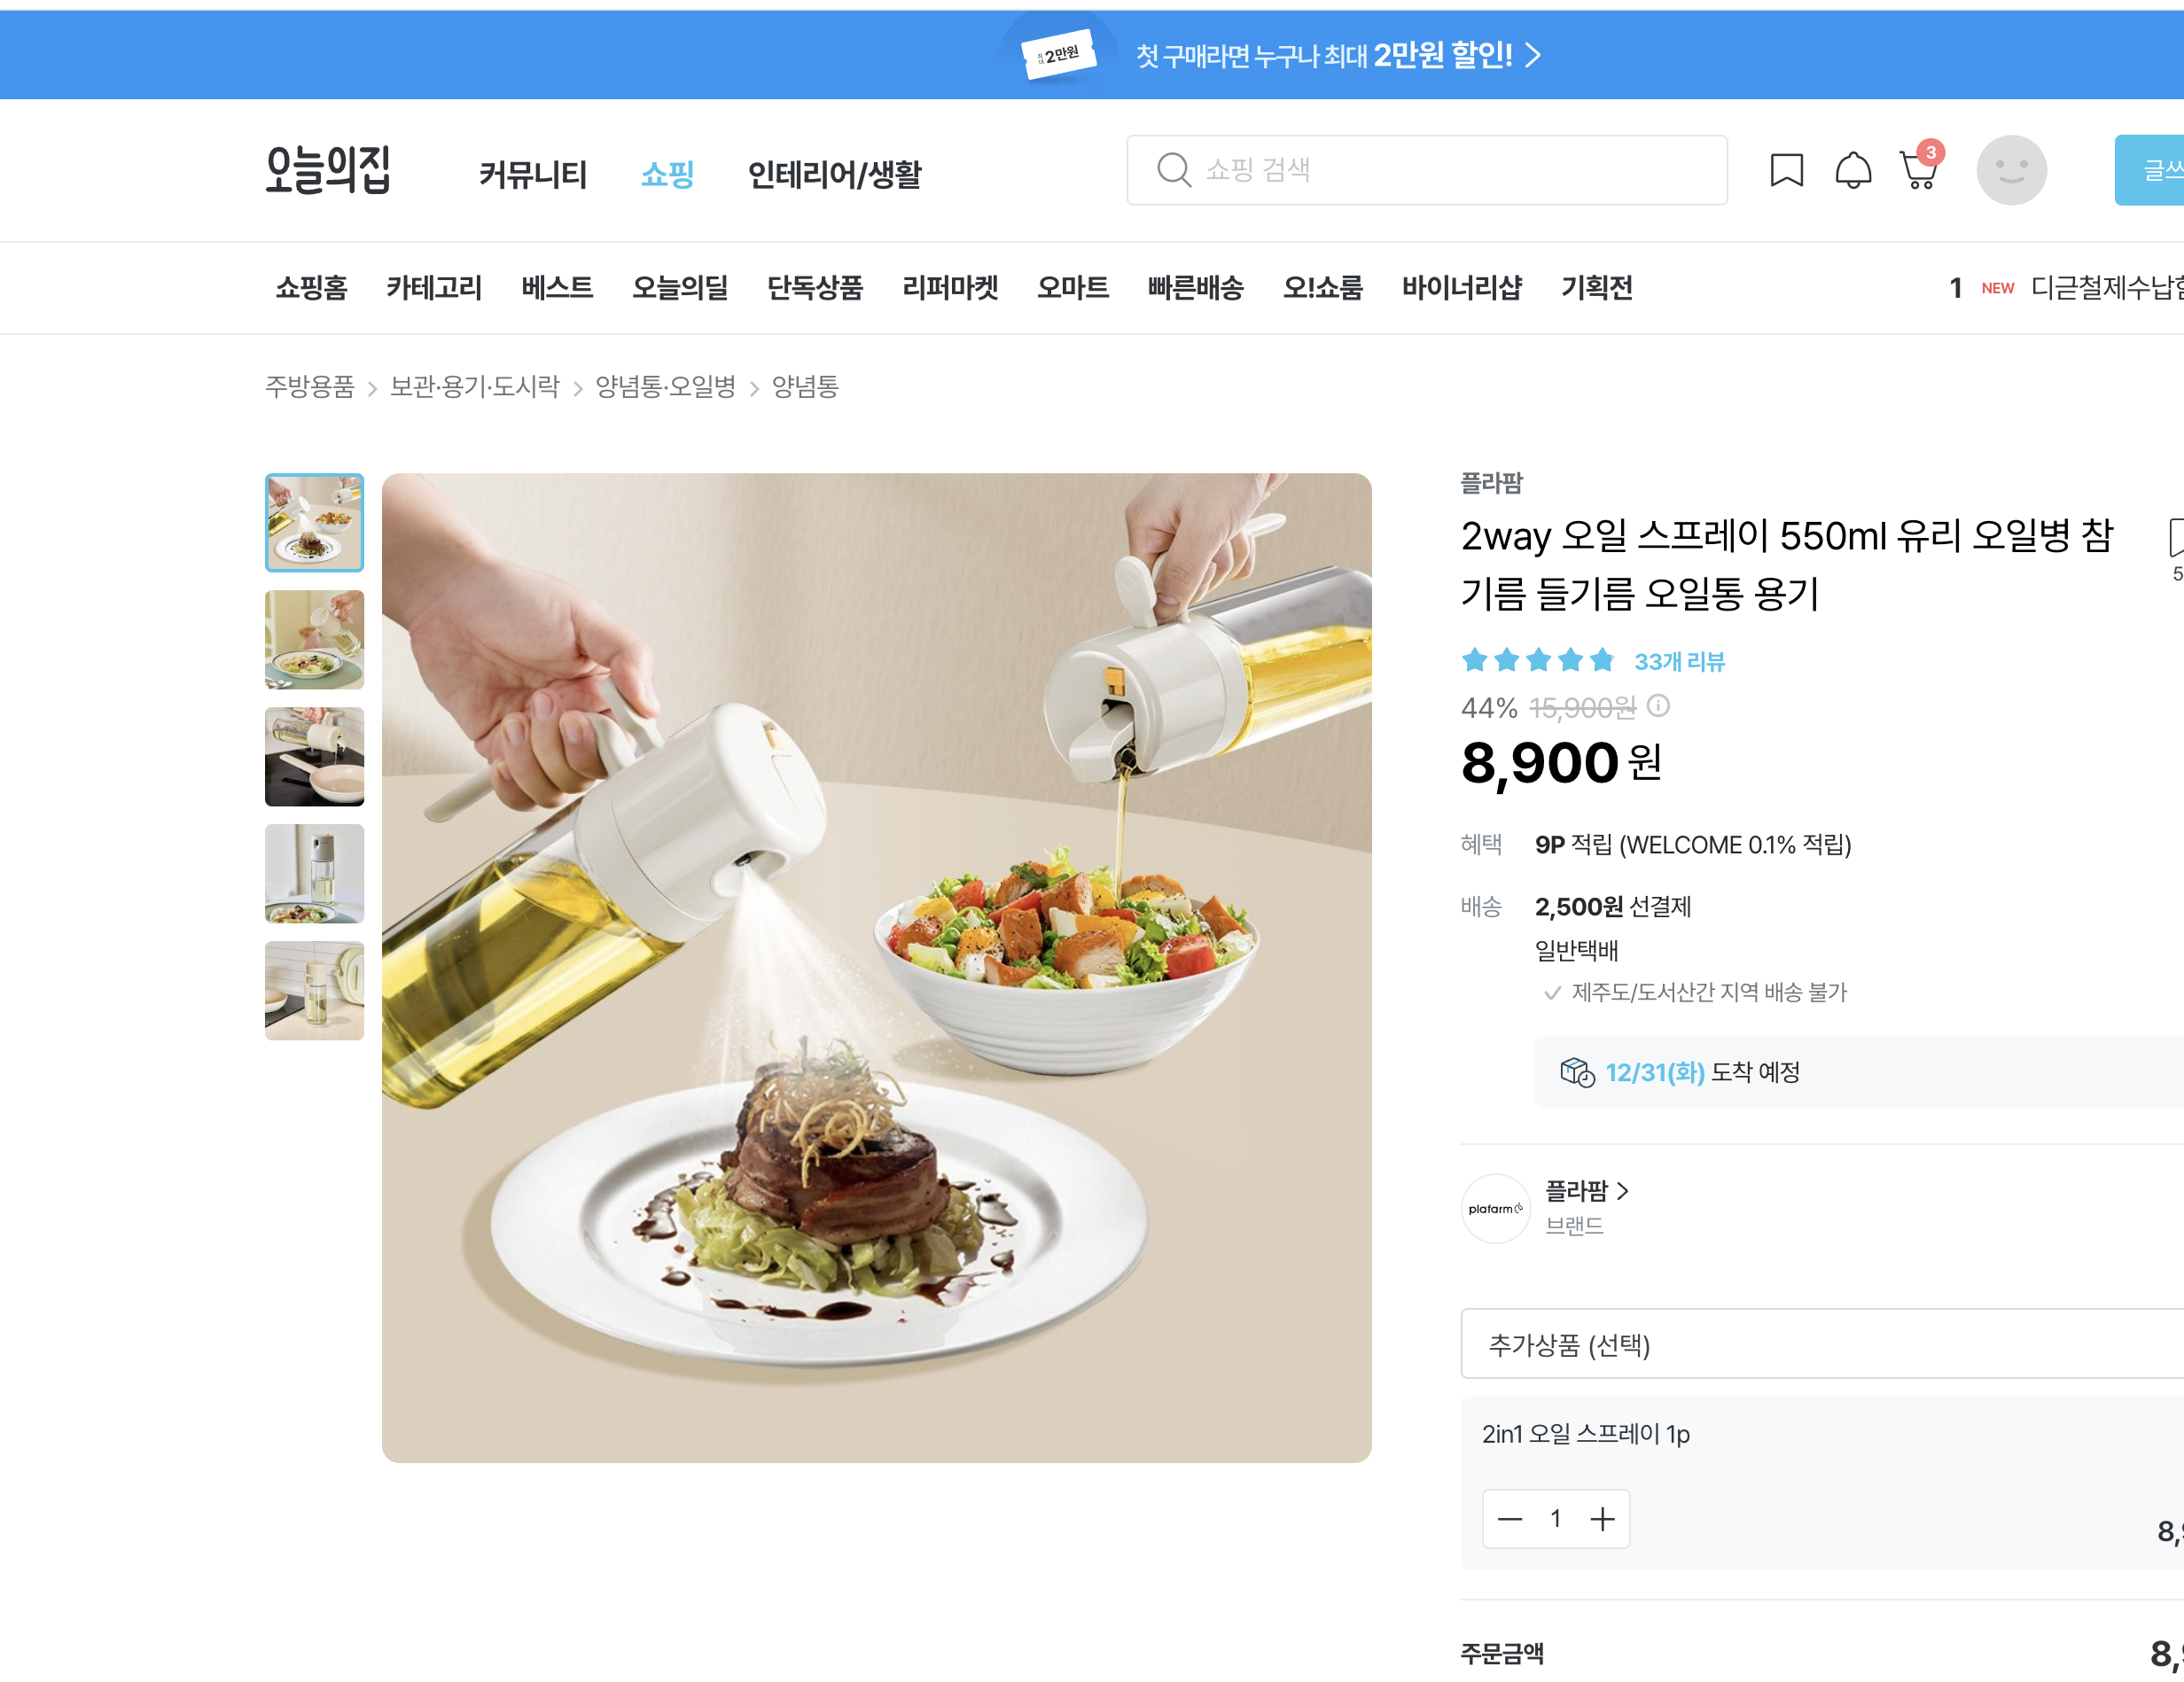 최대 2만원
첫 구매라면 누구나 최대 2만원 할인!
오늘의집
커뮤니티
쇼핑
인테리어/생활
쇼핑 검색
3
쇼핑홈
카테고리
베스트
오늘의딜
단독상품
리퍼마켓
오마트
빠른배송
오!쇼룸
바이너리샵
기획전
1 NEW 디귿철제수납
주방용품 > 보관·용기·도시락 > 양념통·오일병 > 양념통
플라팜
2way 오일 스프레이 550ml 유리 오일병 참
기름 들기름 오일통 용기
5
33개 리뷰
44% 15,900원
8,900원
혜택 9P 적립 (WELCOME 0.1% 적립)
배송 2,500원 선결제
일반택배
제주도/도서산간 지역 배송 불가
12/31(화) 도착 예정
plafarm
플라팜
브랜드
추가상품 (선택)
2in1 오일 스프레이 1p
1
8,
주문금액
8,